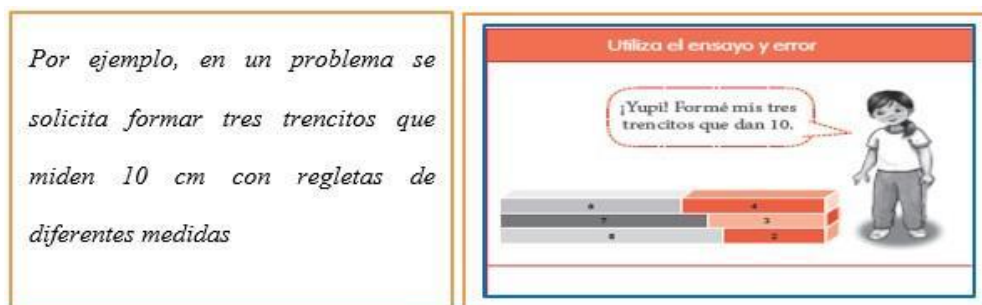 Por ejemplo, en un problema se
solicita formar tres trencitos que
miden 10 cm con regletas de
diferentes medidas
Utiliza el ensayo y error
¡Yupi! Formé mis tres
trencitos que dan 10.
6 4
7 3
8 2